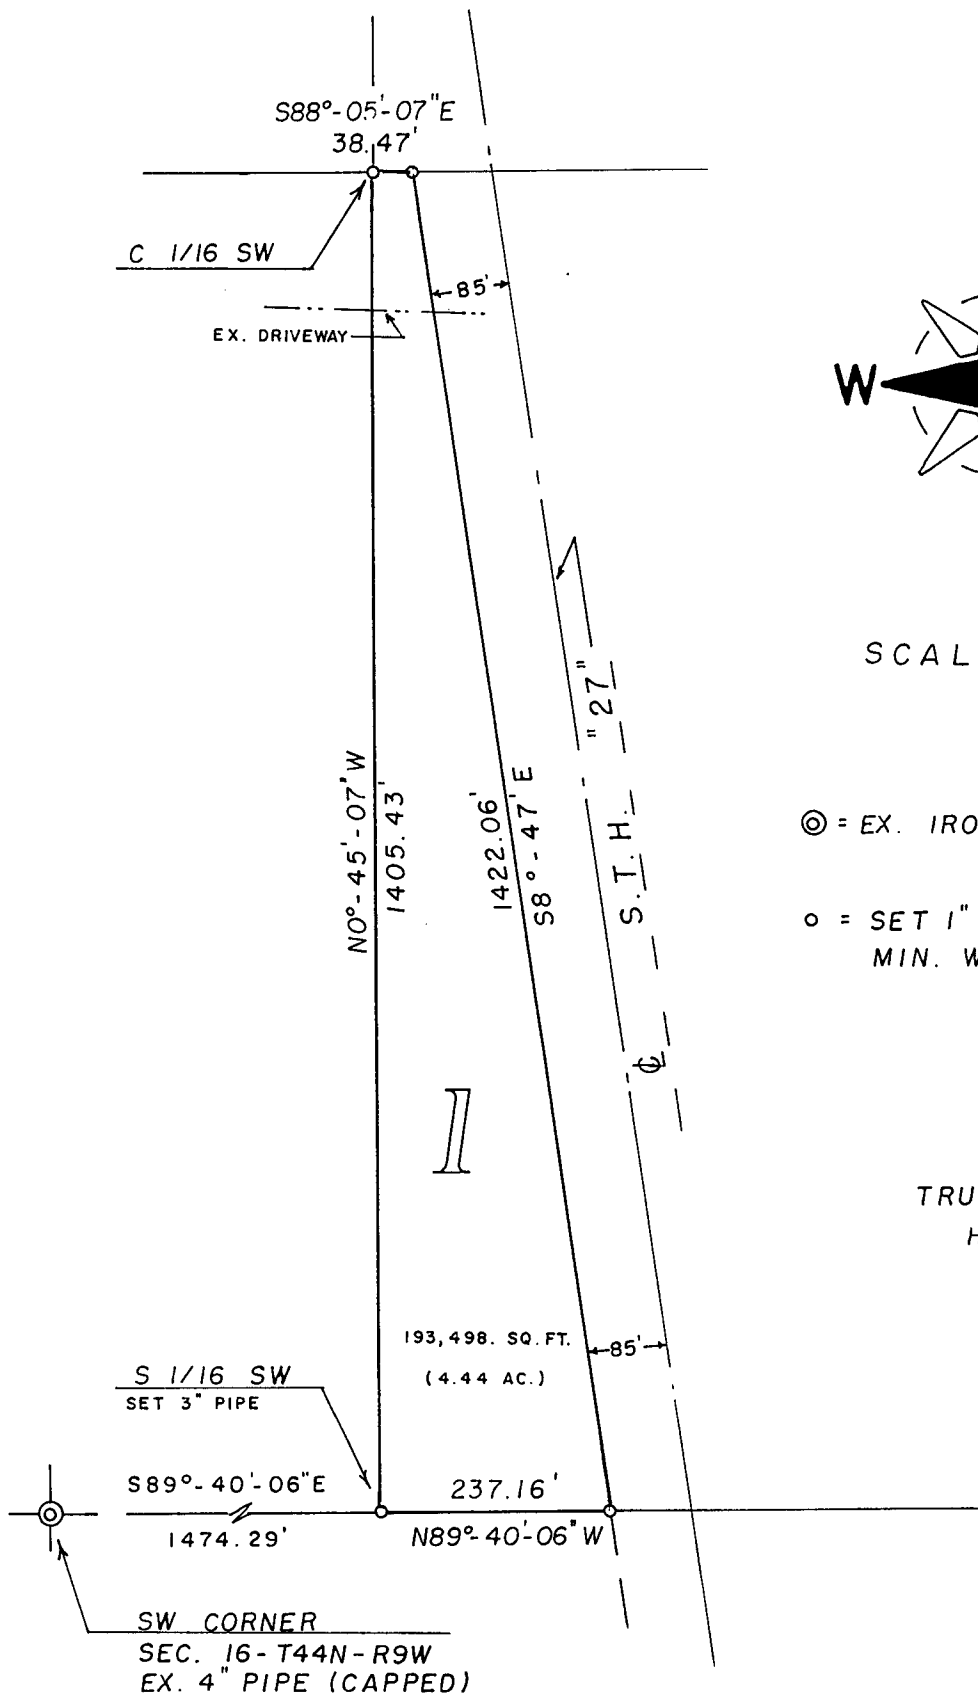 S88°-05'-07"E
38.47'
C 1/16 SW
85'
EX. DRIVEWAY
W
SCAL
"27"
S.T.H.
N0°-45'-07"W
1405.43'
1422.06'
S8°-47'E
= EX. IRO
= SET 1"
MIN. W
℄
1
TRU
H
193,498. SQ.FT.
(4.44 AC.)
85'
S 1/16 SW
SET 3" PIPE
S89°-40'-06"E
1474.29'
237.16'
N89°-40'-06"W
SW CORNER
SEC. 16-T44N-R9W
EX. 4" PIPE (CAPPED)